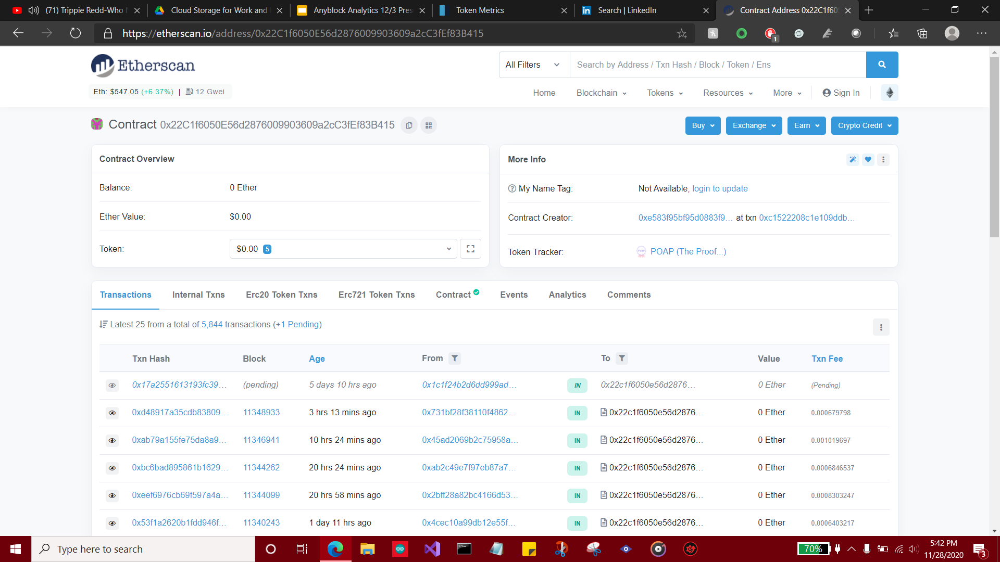 (71) Trippie Redd-Who
Cloud Storage for Work and
Anyblock Analytics 12/3 Pres
Token Metrics
Search | LinkedIn
Contract Address 0x22C1f605
https://etherscan.io/address/0x22C1f6050E56d2876009903609a2cC3fEf83B415
1
Etherscan
All Filters
Search by Address / Txn Hash / Block / Token / Ens
Eth: $547.05 (+6.37%) | 12 Gwei
Home
Blockchain
Tokens
Resources
More
Sign In
Contract 0x22C1f6050E56d2876009903609a2cC3fEf83B415
Buy
Exchange
Earn
Crypto Credit
Contract Overview
Balance: 0 Ether
Ether Value: $0.00
Token: $0.00 5
More Info
My Name Tag: Not Available, login to update
Contract Creator: 0xe583f95bf95d0883f9... at txn 0xc1522208c1e109ddb...
Token Tracker: POAP (The Proof...)
Transactions
Internal Txns
Erc20 Token Txns
Erc721 Token Txns
Contract
Events
Analytics
Comments
Latest 25 from a total of 5,844 transactions (+1 Pending)
Txn Hash Block Age From To Value Txn Fee
0x17a2551613193fc39... (pending) 5 days 10 hrs ago 0x1c1f24b2d6dd999ad... IN 0x22c1f6050e56d2876... 0 Ether (Pending)
0xd48917a35cdb83809... 11348933 3 hrs 13 mins ago 0x731bf28f38110f4862... IN 0x22c1f6050e56d2876... 0 Ether 0.000679798
0xab79a155fe75da8a9... 11346941 10 hrs 24 mins ago 0x45ad2069b2c75958a... IN 0x22c1f6050e56d2876... 0 Ether 0.001019697
0xbc6bad895861b1629... 11344262 20 hrs 24 mins ago 0xab2c49e7f97eb87a7... IN 0x22c1f6050e56d2876... 0 Ether 0.0006846537
0xeef6976cb69f597a4a... 11344099 20 hrs 58 mins ago 0x2bff28a82bc4166d53... IN 0x22c1f6050e56d2876... 0 Ether 0.0008303247
0x53f1a2620b1fdd946f... 11340243 1 day 11 hrs ago 0x4cec10a99db12e55f... IN 0x22c1f6050e56d2876... 0 Ether 0.0006403217
Type here to search
70%
5:42 PM
11/28/2020
3